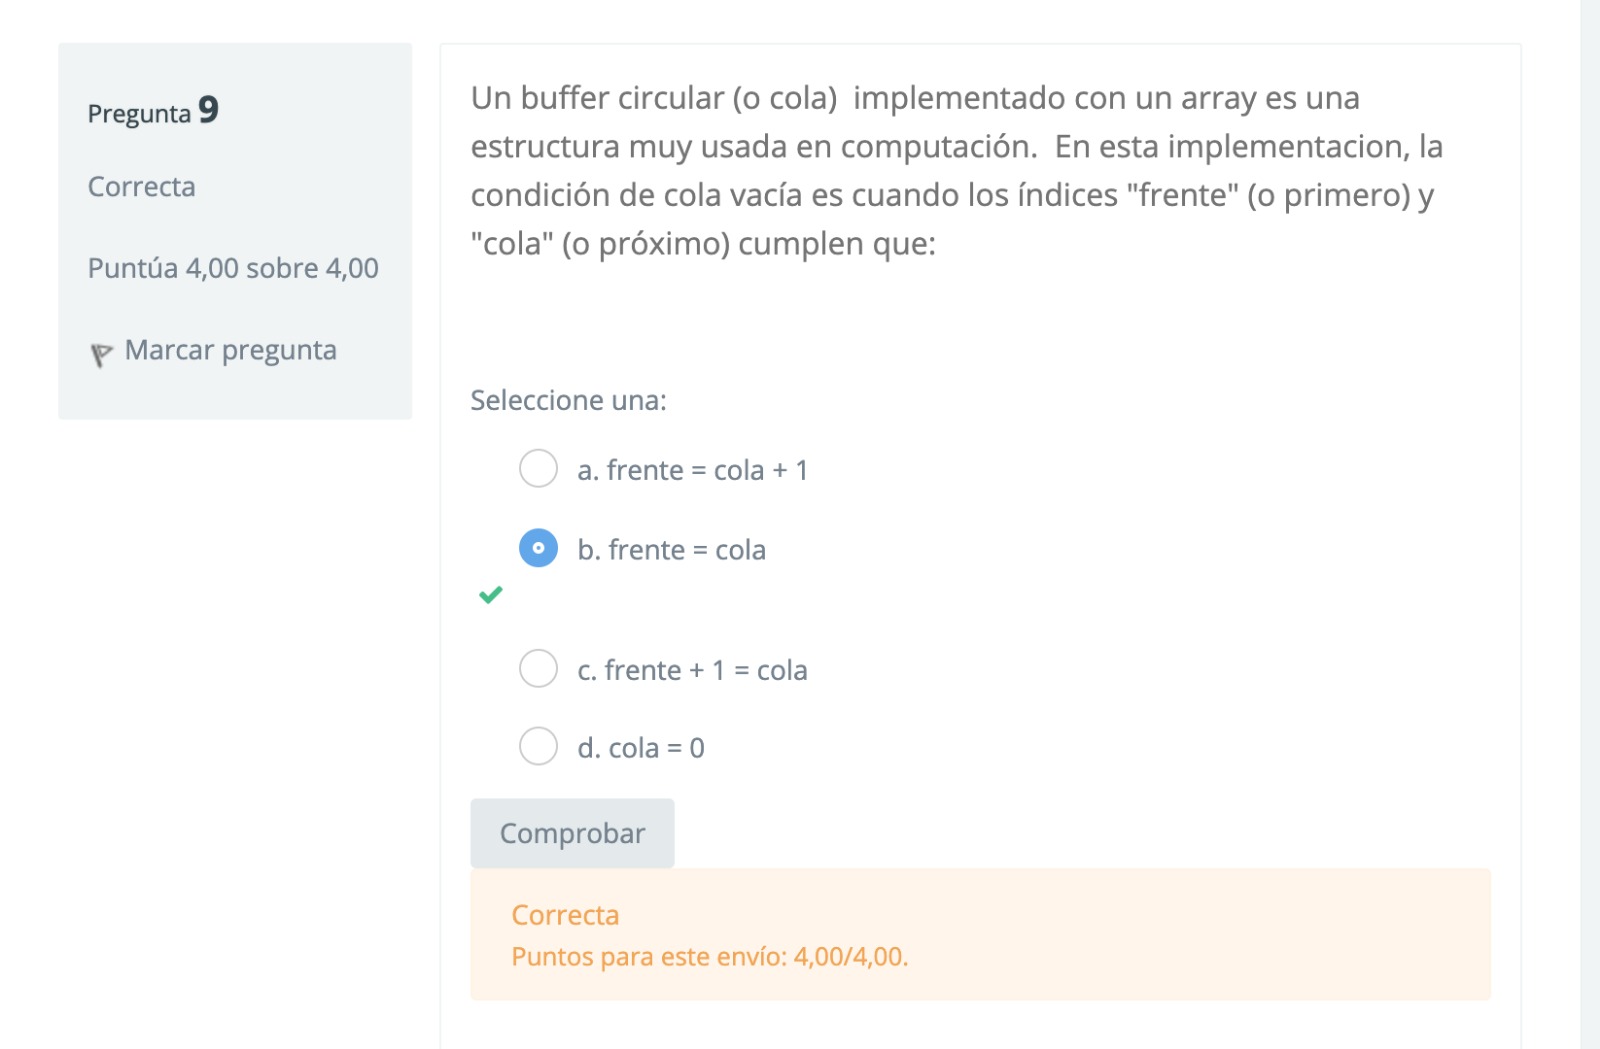 Pregunta 9
Correcta
Puntúa 4,00 sobre 4,00
Marcar pregunta
Un buffer circular (o cola)  implementado con un array es una
estructura muy usada en computación.  En esta implementacion, la
condición de cola vacía es cuando los índices "frente" (o primero) y
"cola" (o próximo) cumplen que:
Seleccione una:
a. frente = cola + 1
b. frente = cola
c. frente + 1 = cola
d. cola = 0
Comprobar
Correcta
Puntos para este envío: 4,00/4,00.